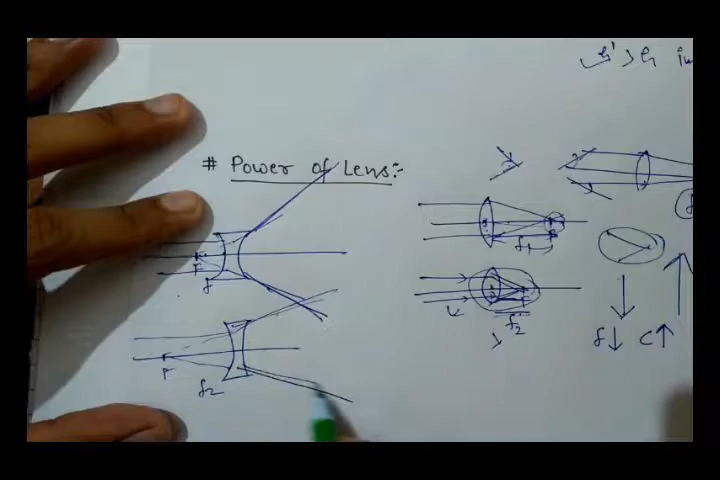 # Power of Lens:-
f₁
F
f
f₂
F
f₂
f↓ C↑